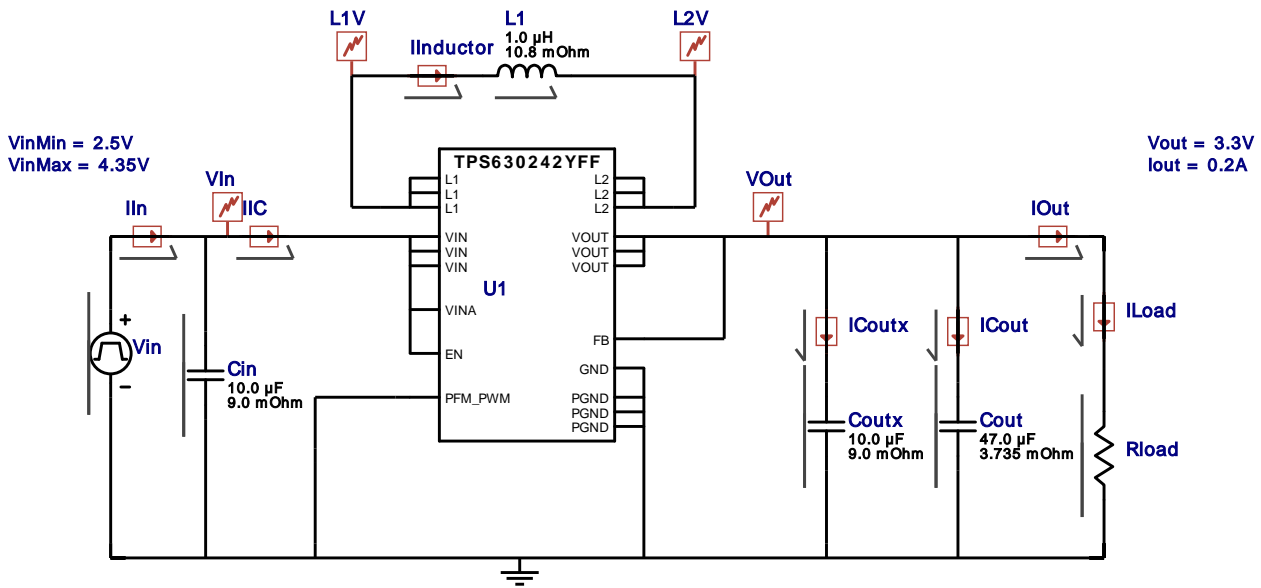 L1V
L1
L2V
IInductor
1.0 µH
10.8 mOhm
VinMin = 2.5V
VinMax = 4.35V
Vout = 3.3V
Iout = 0.2A
TPS630242YFF
L1
L1
L1
L2
L2
L2
VIn
IIn
IIC
VOut
IOut
VIN
VIN
VIN
VOUT
VOUT
VOUT
U1
VINA
FB
EN
GND
PFM_PWM
PGND
PGND
PGND
+
Vin
–
Cin
10.0 µF
9.0 mOhm
ICoutx
ICout
ILoad
Coutx
10.0 µF
9.0 mOhm
Cout
47.0 µF
3.735 mOhm
Rload